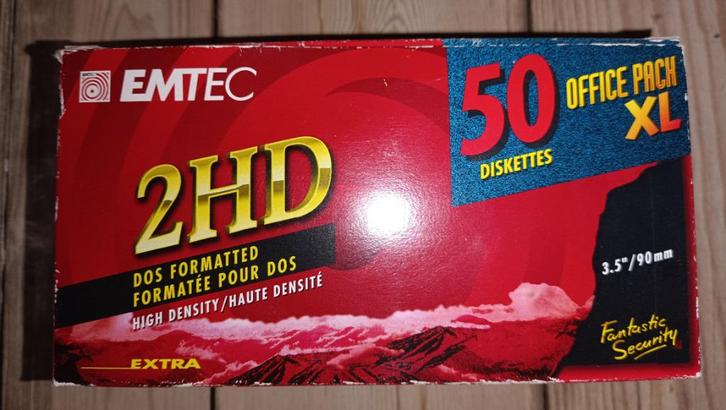 EMTEC
50
DISKETTES
OFFICE PACK
XL
2HD
DOS FORMATTED
FORMATÉE POUR DOS
HIGH DENSITY/HAUTE DENSITÉ
3.5"/90mm
Fantastic
Security
EXTRA